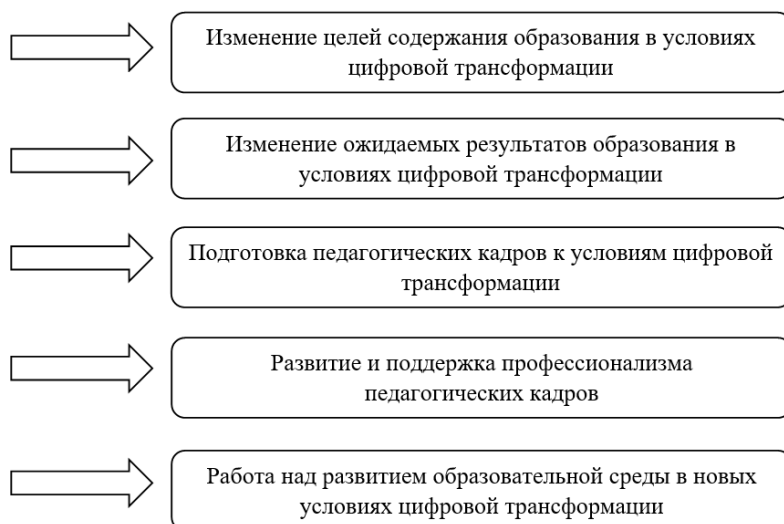 Изменение целей содержания образования в условиях
цифровой трансформации
Изменение ожидаемых результатов образования в
условиях цифровой трансформации
Подготовка педагогических кадров к условиям цифровой
трансформации
Развитие и поддержка профессионализма
педагогических кадров
Работа над развитием образовательной среды в новых
условиях цифровой трансформации